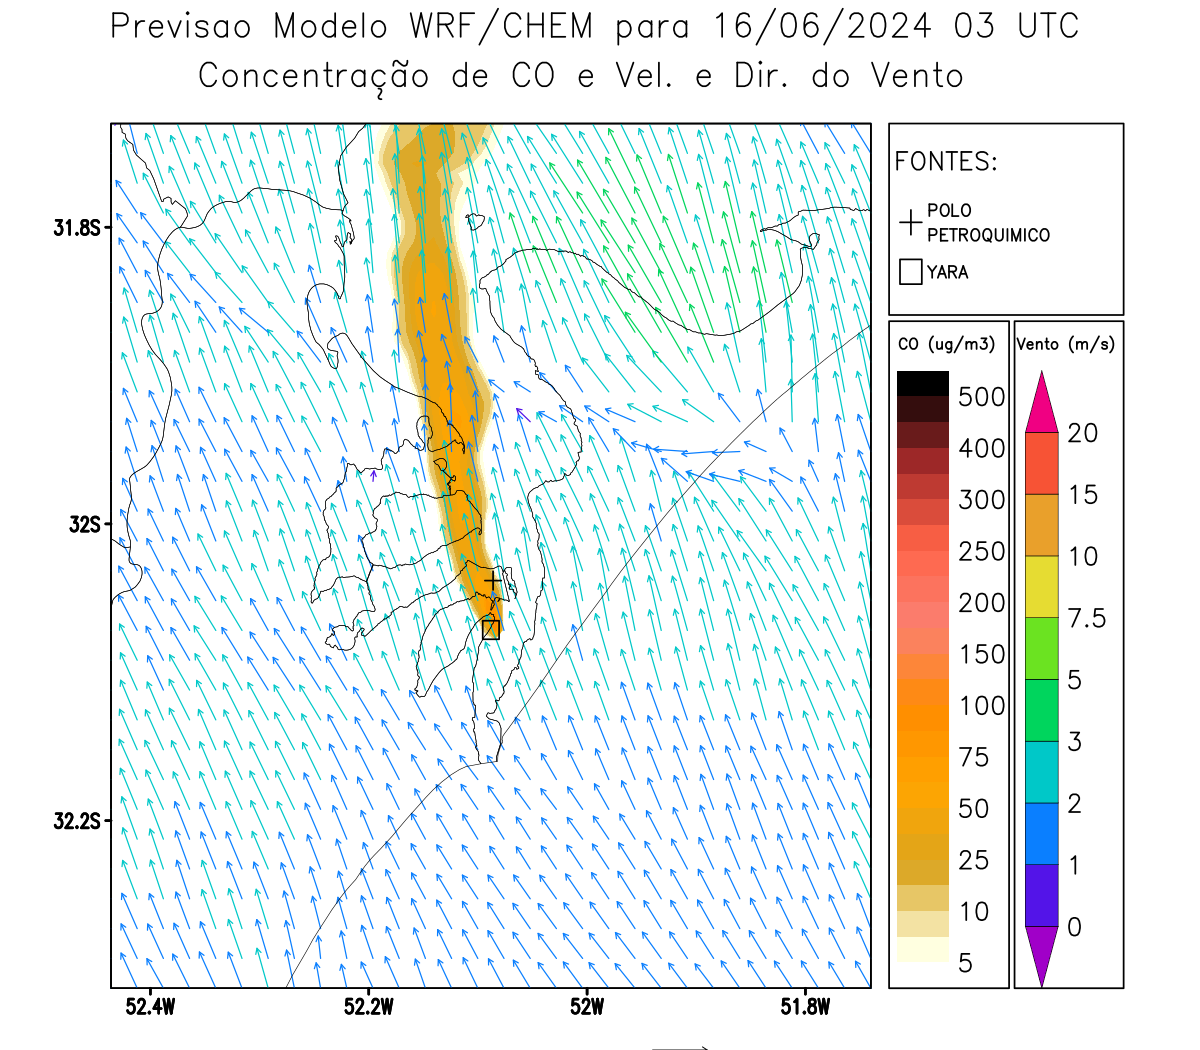 Previsao Modelo WRF/CHEM para 16/06/2024 03 UTC
Concentração de CO e Vel. e Dir. do Vento
FONTES:
POLO
PETROQUIMICO
YARA
31.8S
32S
32.2S
52.4W 52.2W 52W 51.8W
CO (ug/m3)
500
400
300
250
200
150
100
75
50
25
10
5
Vento (m/s)
20
15
10
7.5
5
3
2
1
0